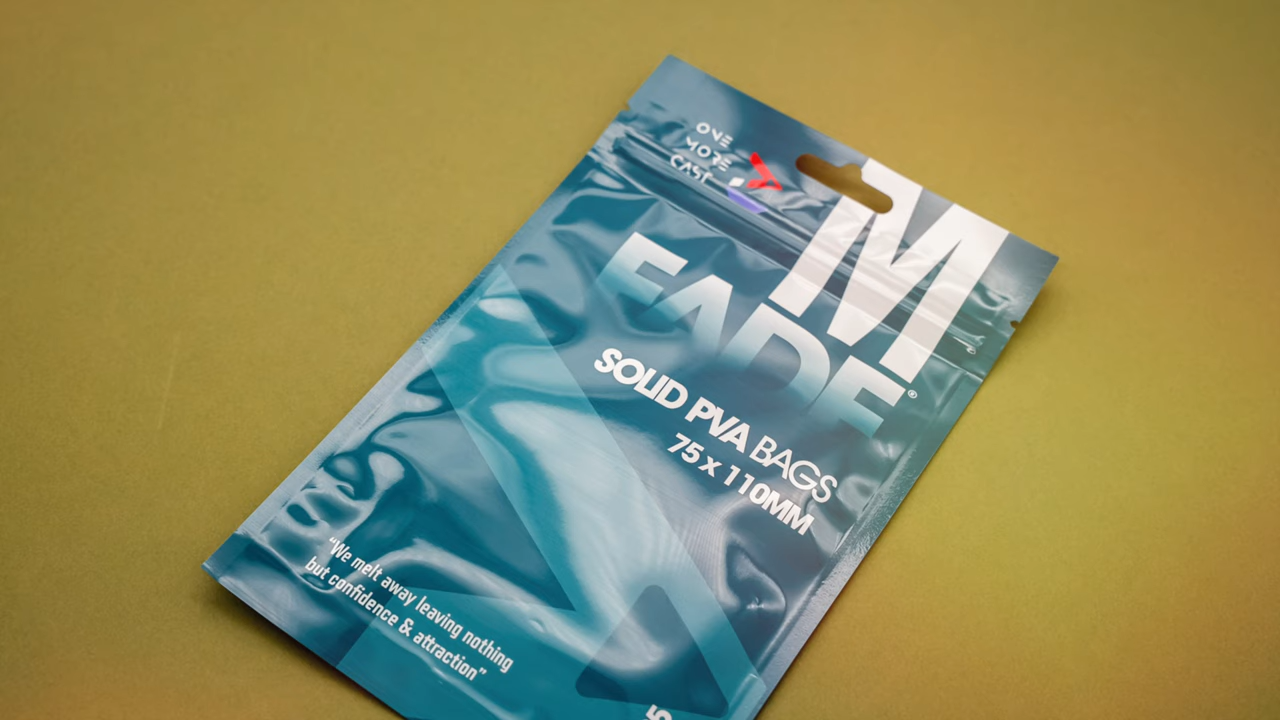 ONE
MORE
CAST
M
FADE®
SOLID PVA BAGS
75 x 110MM
"We melt away leaving nothing
but confidence & attraction"